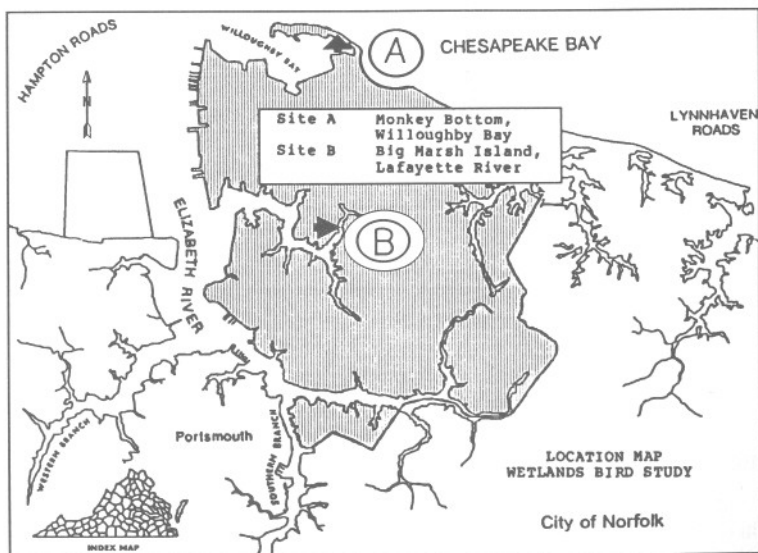 HAMPTON ROADS
WILLOUGHBY BAY
A
CHESAPEAKE BAY
N
LYNNHAVEN
ROADS
Site A Monkey Bottom,
Willoughby Bay
Site B Big Marsh Island,
Lafayette River
B
ELIZABETH RIVER
WESTERN BRANCH
Portsmouth
SOUTHERN BRANCH
LOCATION MAP
WETLANDS BIRD STUDY
City of Norfolk
INDEX MAP